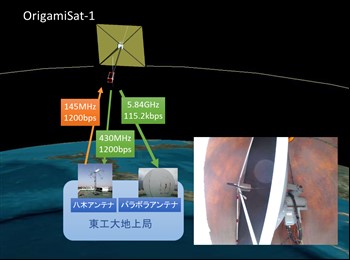 OrigamiSat-1
145MHz
1200bps
5.84GHz
115.2kbps
430MHz
1200bps
八木アンテナ
パラボラアンテナ
東工大地上局